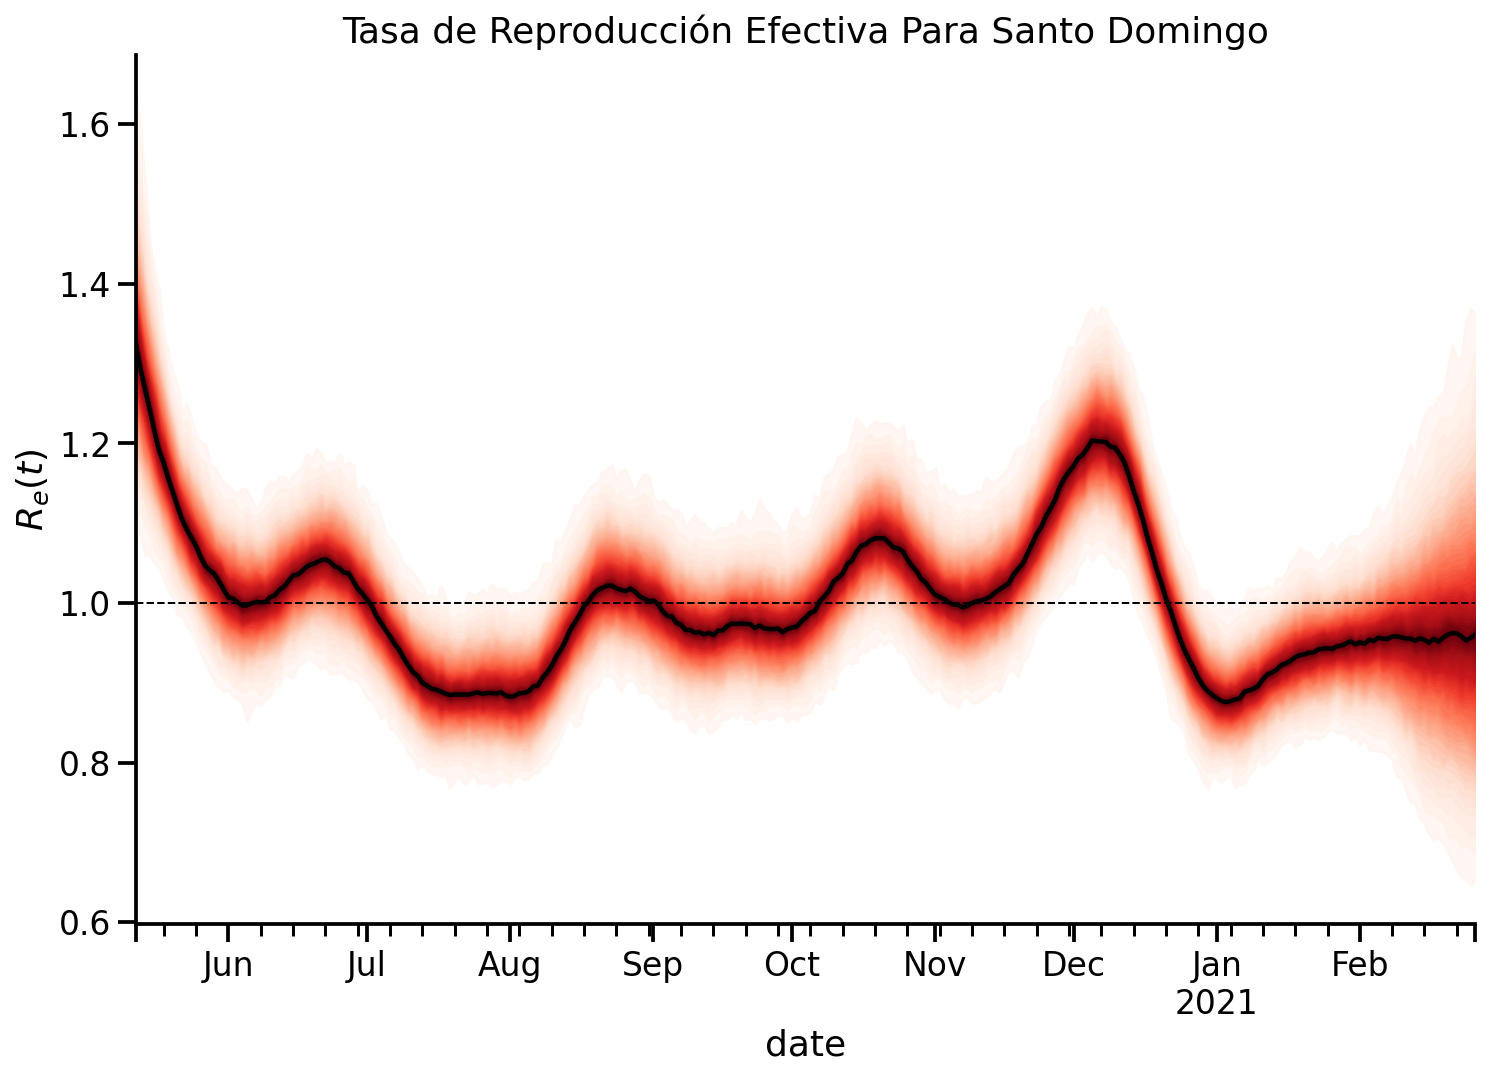 Tasa de Reproducción Efectiva Para Santo Domingo
1.6
1.4
1.2
1.0
0.8
0.6
Re(t)
Jun Jul Aug Sep Oct Nov Dec Jan Feb
2021
date